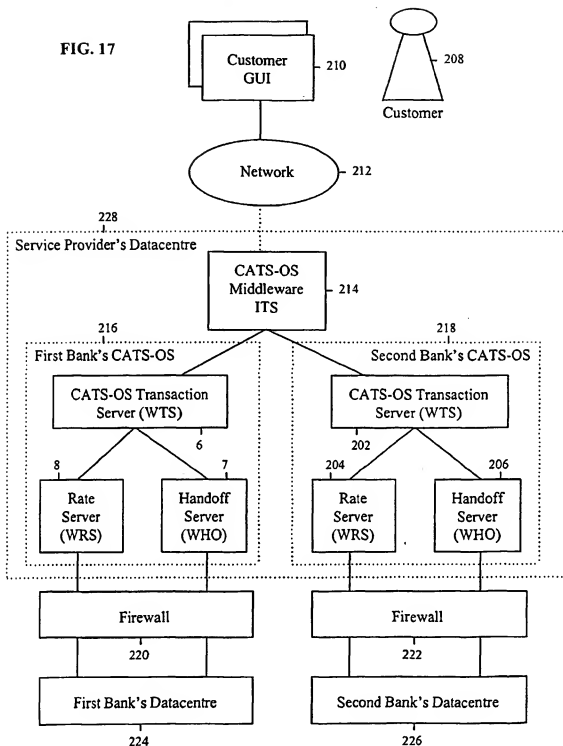 FIG. 17
Customer
GUI
210
208
Customer
Network
212
228
Service Provider's Datacentre
CATS-OS
Middleware
ITS
214
216
218
First Bank's CATS-OS
Second Bank's CATS-OS
CATS-OS Transaction
Server (WTS)
CATS-OS Transaction
Server (WTS)
6
202
8
7
204
206
Rate
Server
(WRS)
Handoff
Server
(WHO)
Rate
Server
(WRS)
Handoff
Server
(WHO)
Firewall
Firewall
220
222
First Bank's Datacentre
Second Bank's Datacentre
224
226